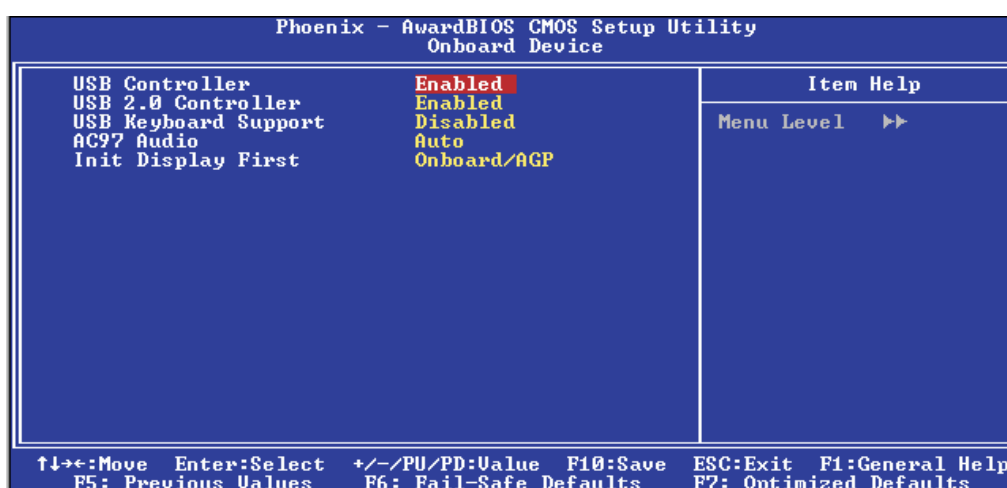 Phoenix - AwardBIOS CMOS Setup Utility
Onboard Device
USB Controller Enabled
USB 2.0 Controller Enabled
USB Keyboard Support Disabled
AC97 Audio Auto
Init Display First Onboard/AGP
Item Help
Menu Level ▶▶
↑↓→←:Move Enter:Select +/-/PU/PD:Value F10:Save ESC:Exit F1:General Help
F5: Previous Values F6: Fail-Safe Defaults F7: Optimized Defaults